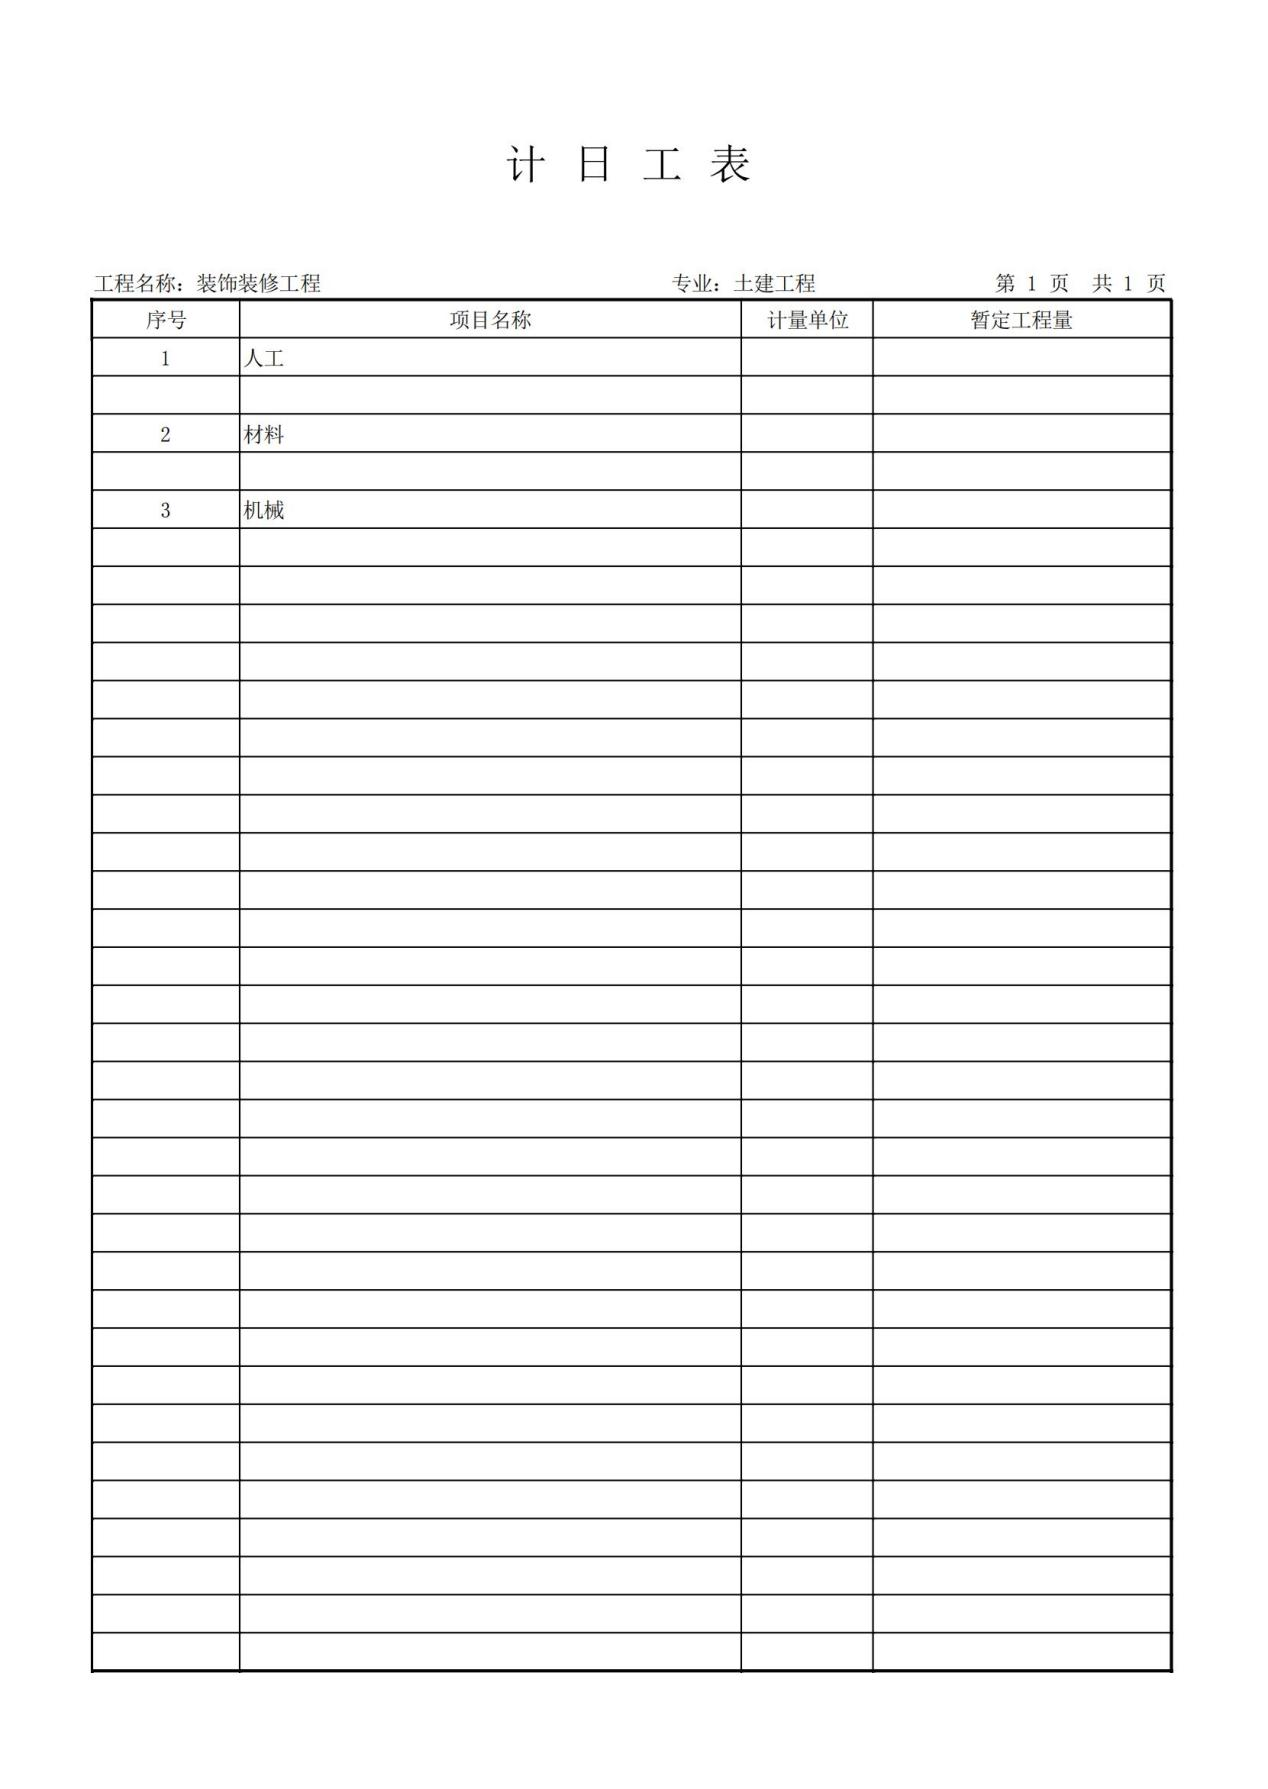 计 日 工 表
工程名称：装饰装修工程 专业：土建工程 第 1 页 共 1 页
序号 项目名称 计量单位 暂定工程量
1 人工
2 材料
3 机械